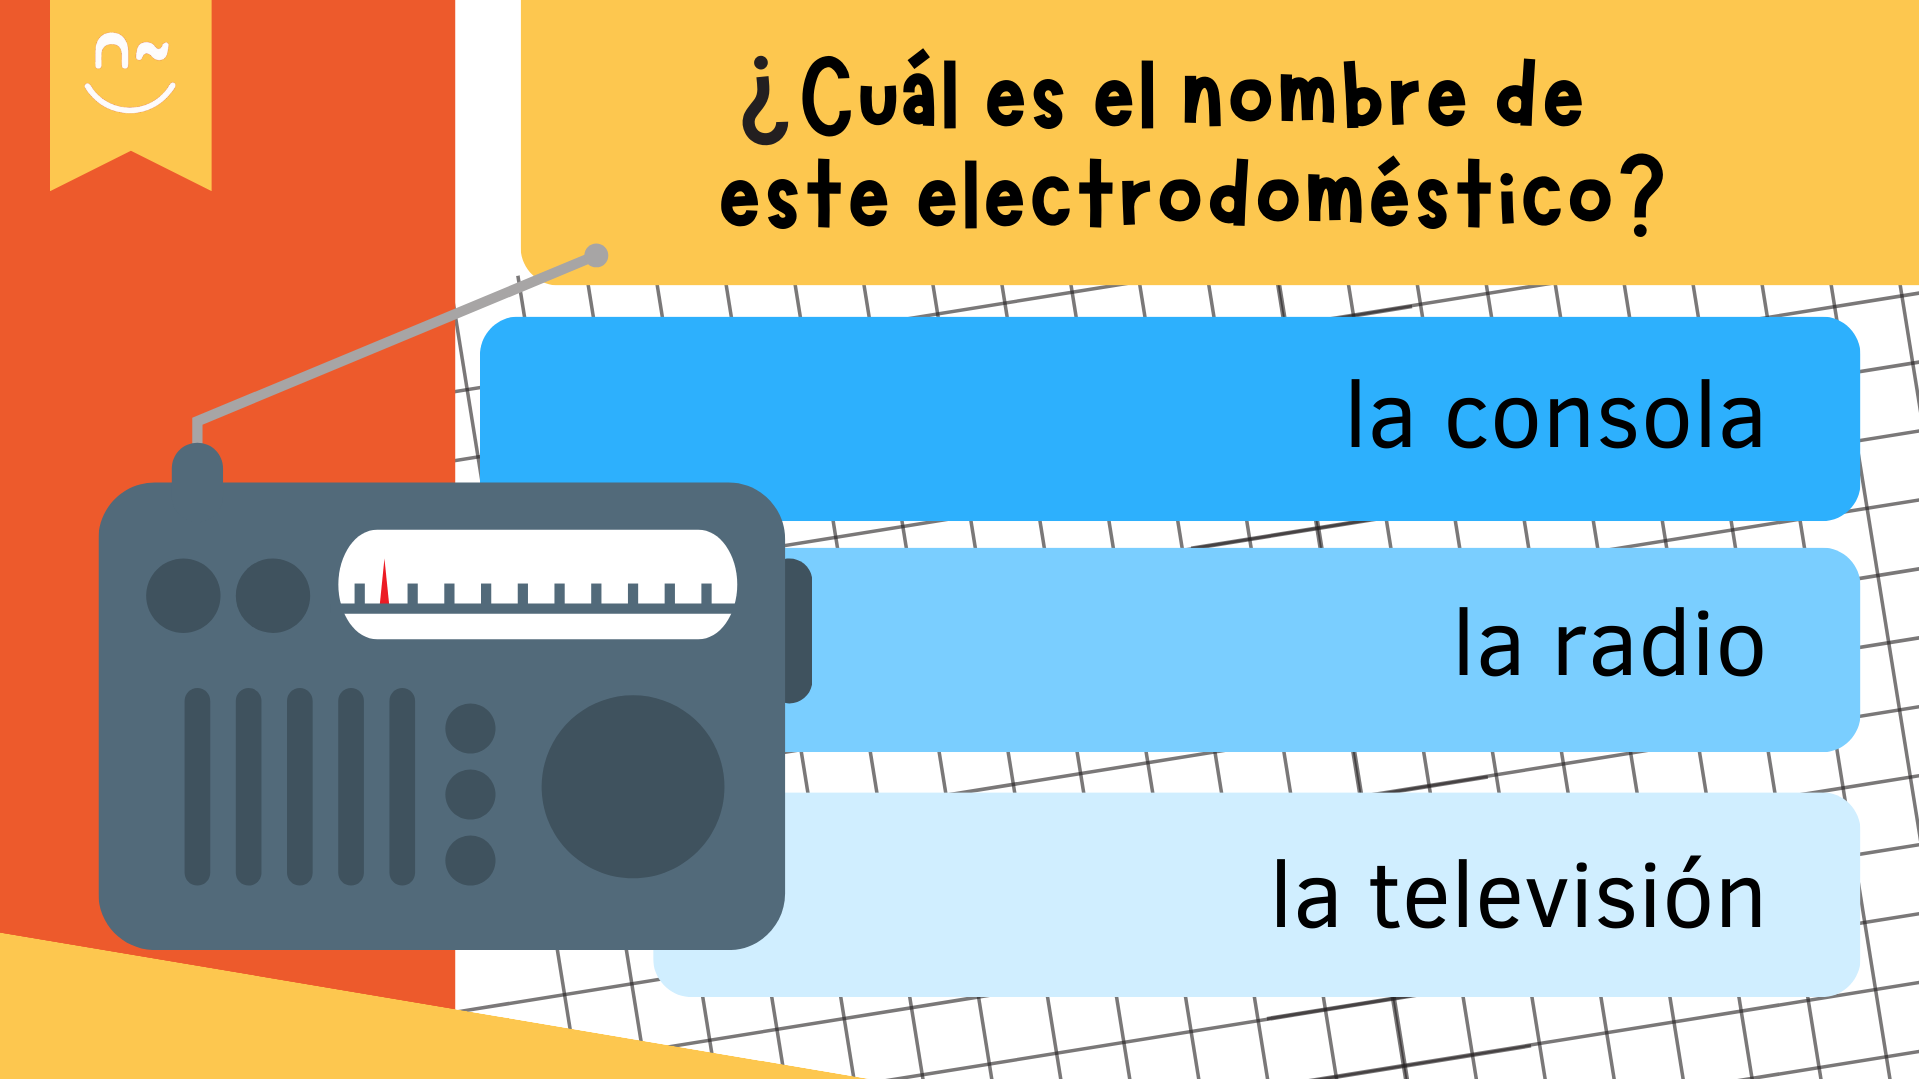 ¿Cuál es el nombre de
este electrodoméstico?
la consola
la radio
la televisión